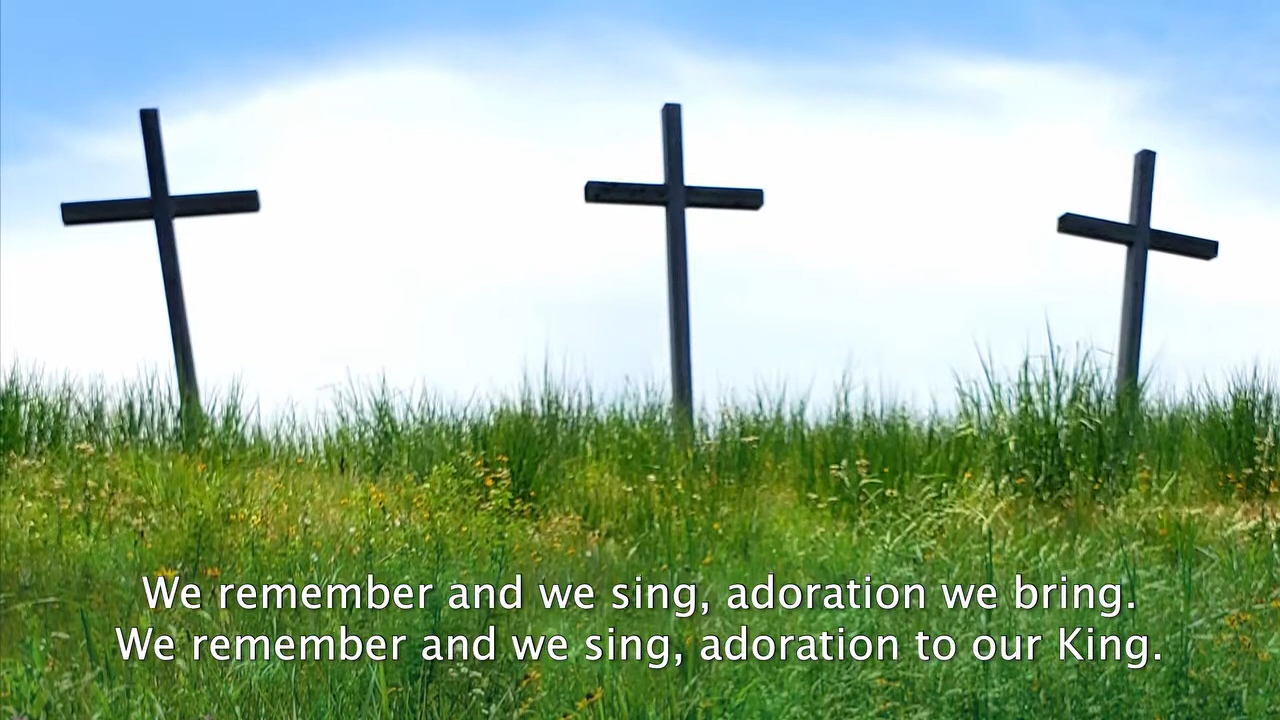 We remember and we sing, adoration we bring.
We remember and we sing, adoration to our King.